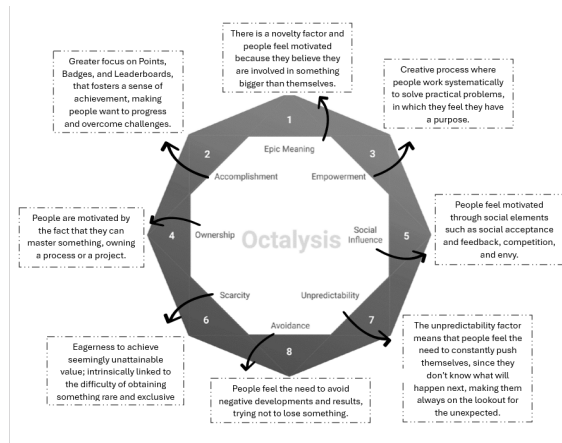 There is a novelty factor and
people feel motivated
because they believe they
are involved in something
bigger than themselves.
Greater focus on Points,
Badges, and Leaderboards,
that fosters a sense of
achievement, making
people want to progress
and overcome challenges.
Creative process where
people work systematically
to solve practical problems,
in which they feel they have
a purpose.
1
Epic Meaning
2
Accomplishment
3
Empowerment
People are motivated by
the fact that they can
master something, owning
a process or a project.
4
Ownership
Octalysis
Social
Influence
5
People feel motivated
through social elements
such as social acceptance
and feedback, competition,
and envy.
Scarcity
6
Unpredictability
7
Avoidance
8
Eagerness to achieve
seemingly unattainable
value; intrinsically linked to
the difficulty of obtaining
something rare and exclusive
People feel the need to avoid
negative developments and results,
trying not to lose something.
The unpredictability factor
means that people feel the
need to constantly push
themselves, since they
don't know what will
happen next, making them
always on the lookout for
the unexpected.